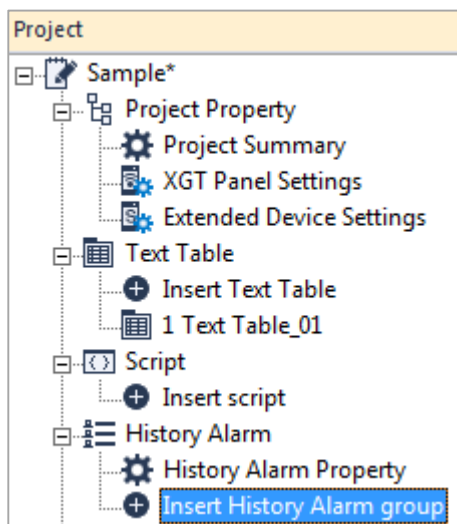 Project
Sample*
Project Property
Project Summary
XGT Panel Settings
Extended Device Settings
Text Table
Insert Text Table
1 Text Table_01
Script
Insert script
History Alarm
History Alarm Property
Insert History Alarm group